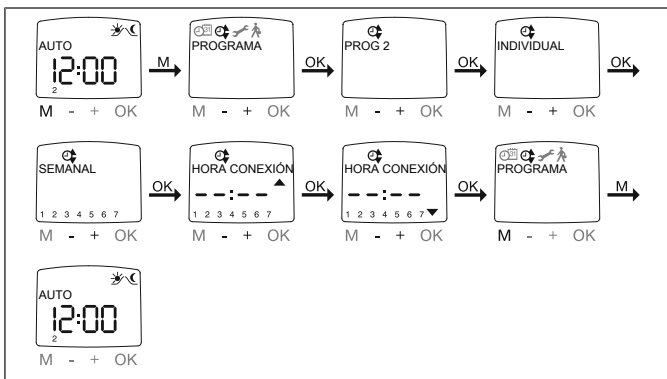 AUTO
12:00
2
M - + OK
M
31
PROGRAMA
M - + OK
OK
PROG 2
M - + OK
OK
INDIVIDUAL
M - + OK
OK
SEMANAL
1 2 3 4 5 6 7
M - + OK
OK
HORA CONEXIÓN
--:--
1 2 3 4 5 6 7
M - + OK
OK
HORA CONEXIÓN
--:--
1 2 3 4 5 6 7
M - + OK
OK
31
PROGRAMA
M - + OK
M
AUTO
12:00
2
M - + OK